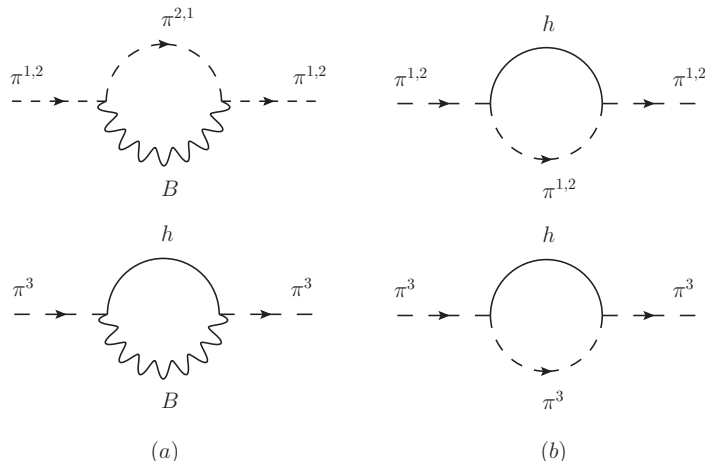 π^{2,1} h
π^{1,2} π^{1,2} π^{1,2} π^{1,2}
B π^{1,2}
h h
π^3 π^3 π^3 π^3
B π^3
(a) (b)